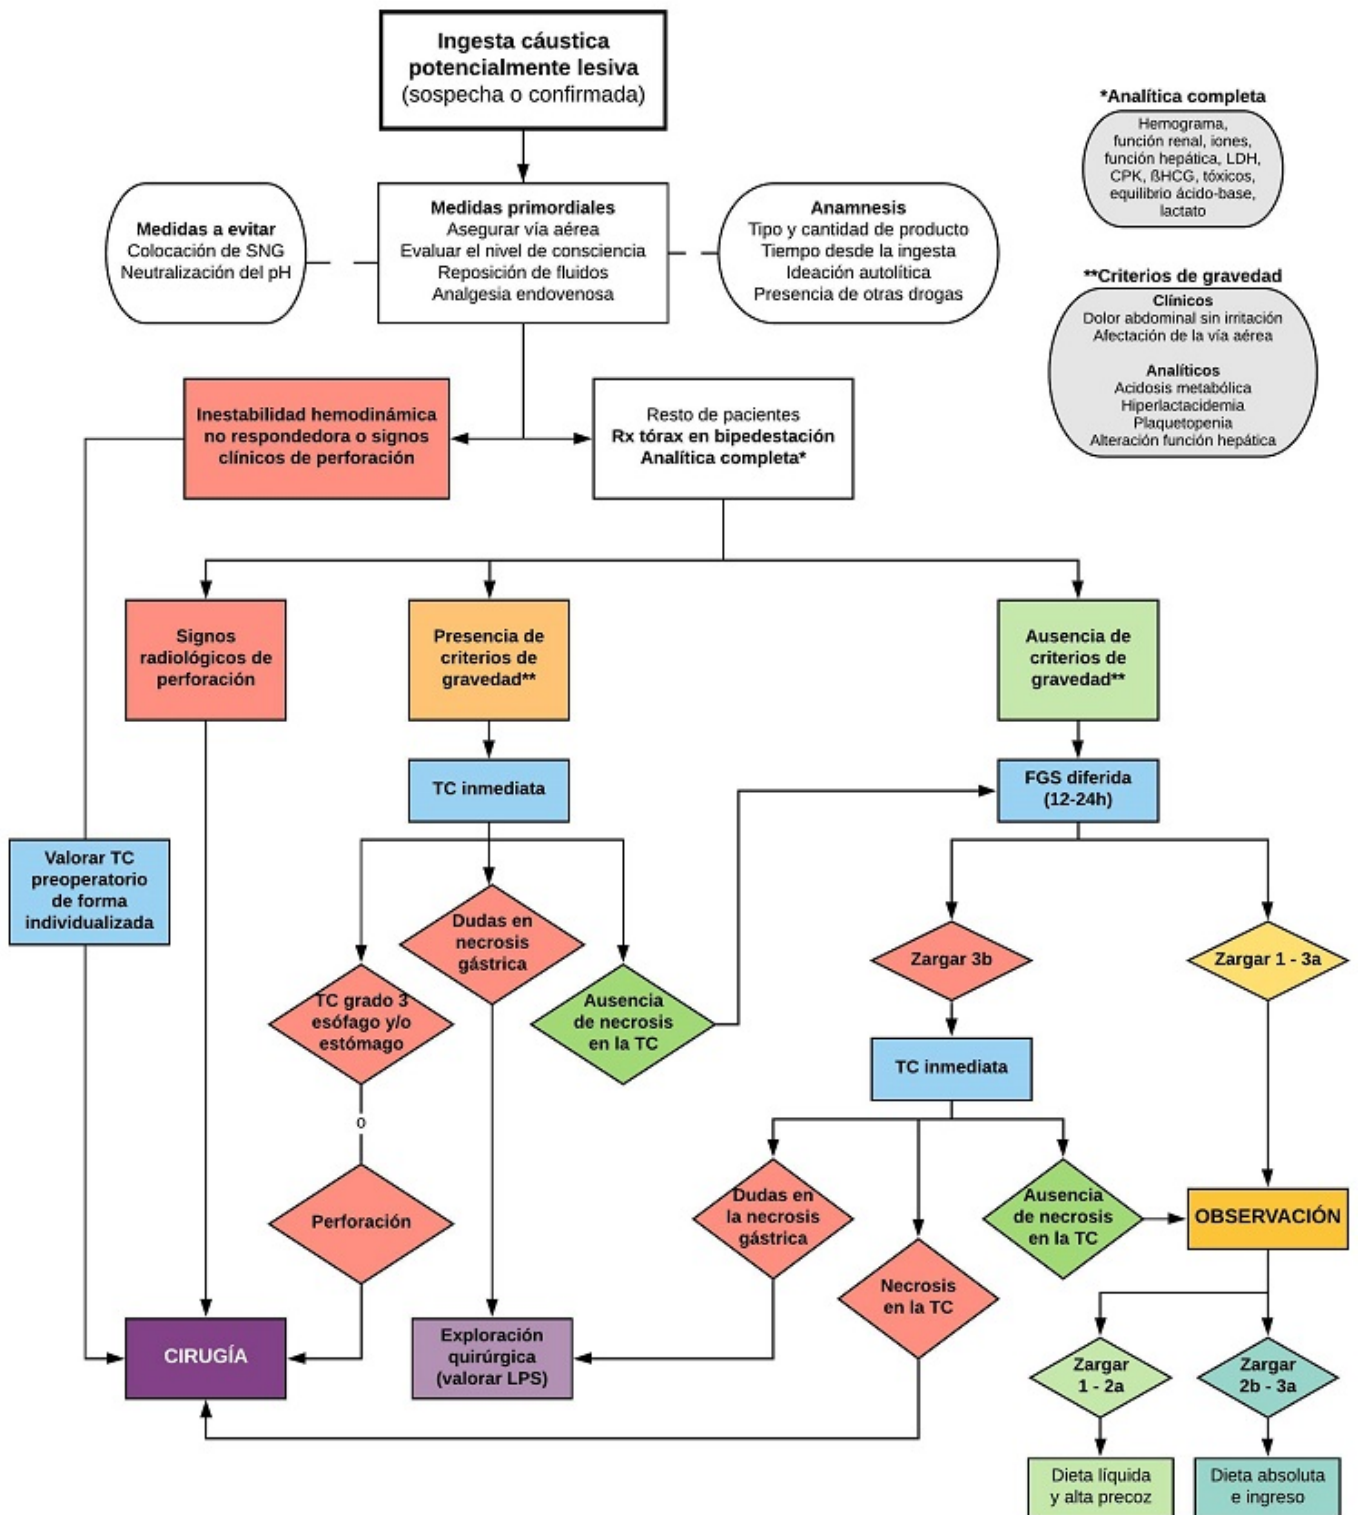 Ingesta cáustica
potencialmente lesiva
(sospecha o confirmada)
*Analítica completa
Hemograma,
función renal, iones,
función hepática, LDH,
CPK, ßHCG, tóxicos,
equilibrio ácido-base,
lactato
Medidas a evitar
Colocación de SNG
Neutralización del pH
Medidas primordiales
Asegurar vía aérea
Evaluar el nivel de consciencia
Reposición de fluidos
Analgesia endovenosa
Anamnesis
Tipo y cantidad de producto
Tiempo desde la ingesta
Ideación autolítica
Presencia de otras drogas
**Criterios de gravedad
Clínicos
Dolor abdominal sin irritación
Afectación de la vía aérea
Analíticos
Acidosis metabólica
Hiperlactacidemia
Plaquetopenia
Alteración función hepática
Inestabilidad hemodinámica
no respondedora o signos
clínicos de perforación
Resto de pacientes
Rx tórax en bipedestación
Analítica completa*
Signos
radiológicos de
perforación
Presencia de
criterios de
gravedad**
Ausencia de
criterios de
gravedad**
TC inmediata
FGS diferida
(12-24h)
Valorar TC
preoperatorio
de forma
individualizada
Dudas en
necrosis
gástrica
TC grado 3
esófago y/o
estómago
Ausencia
de necrosis
en la TC
Zargar 3b
Zargar 1 - 3a
TC inmediata
o
Perforación
Dudas en
la necrosis
gástrica
Necrosis
en la TC
Ausencia
de necrosis
en la TC
OBSERVACIÓN
CIRUGÍA
Exploración
quirúrgica
(valorar LPS)
Zargar
1 - 2a
Zargar
2b - 3a
Dieta líquida
y alta precoz
Dieta absoluta
e ingreso